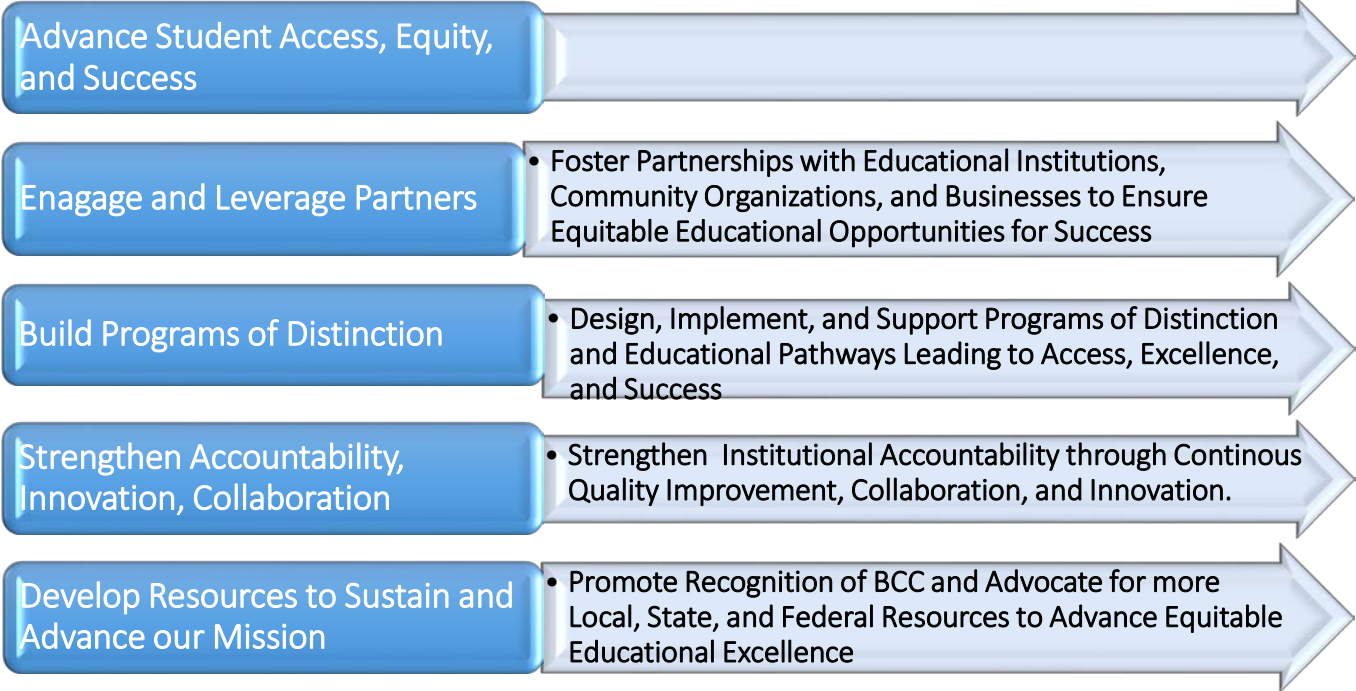 Advance Student Access, Equity,
and Success
Enagage and Leverage Partners
• Foster Partnerships with Educational Institutions,
Community Organizations, and Businesses to Ensure
Equitable Educational Opportunities for Success
Build Programs of Distinction
• Design, Implement, and Support Programs of Distinction
and Educational Pathways Leading to Access, Excellence,
and Success
Strengthen Accountability,
Innovation, Collaboration
• Strengthen  Institutional Accountability through Continous
Quality Improvement, Collaboration, and Innovation.
Develop Resources to Sustain and
Advance our Mission
• Promote Recognition of BCC and Advocate for more
Local, State, and Federal Resources to Advance Equitable
Educational Excellence